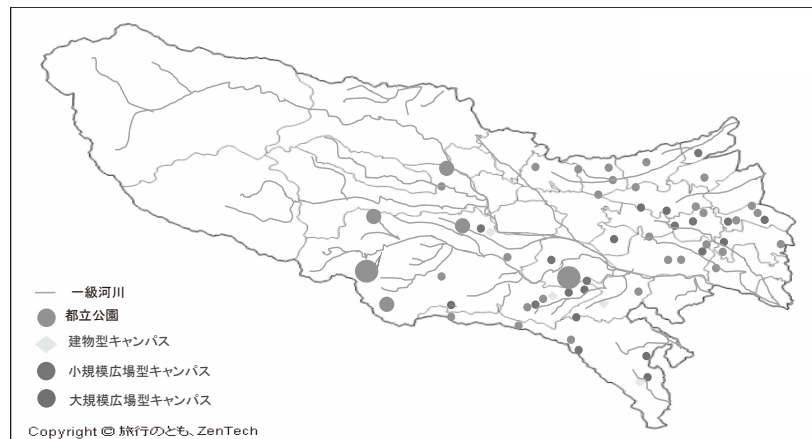 一級河川
都立公園
建物型キャンパス
小規模広場型キャンパス
大規模広場型キャンパス
Copyright © 旅行のとも、ZenTech